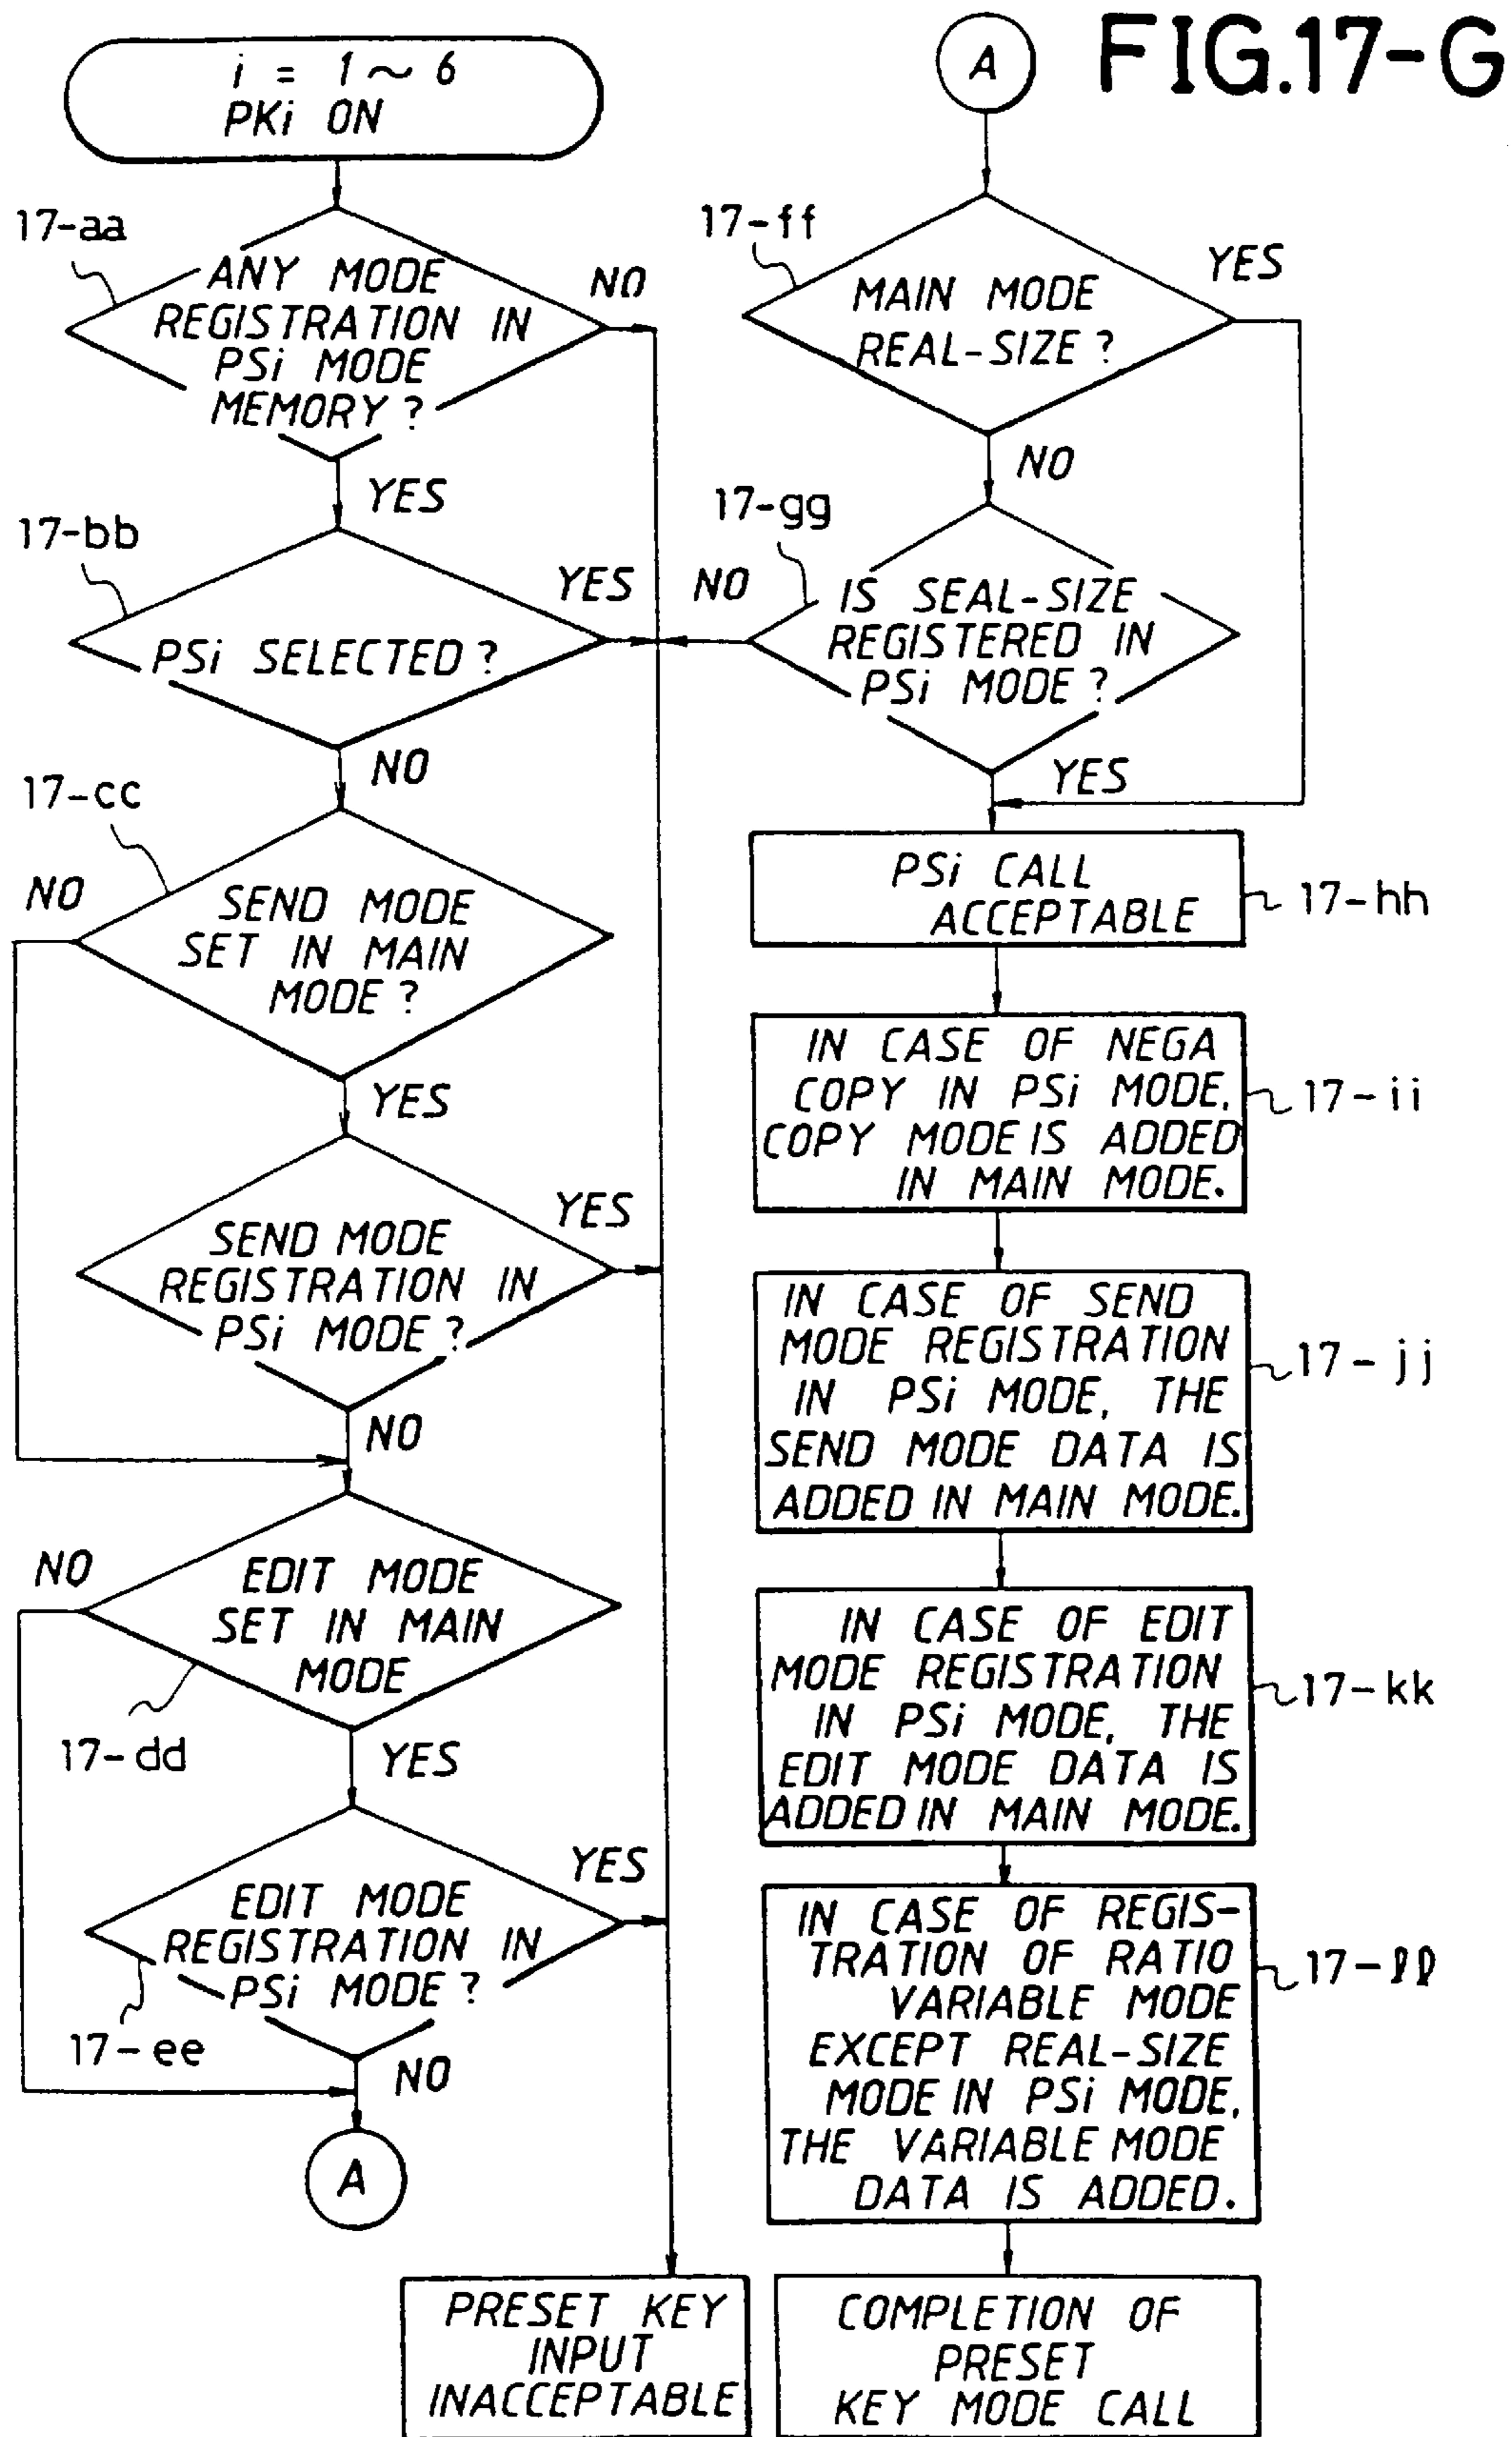 FIG.17-G
i = 1~6
PKi ON
17-aa
ANY MODE
REGISTRATION IN
PSi MODE
MEMORY?
NO
YES
17-bb
PSi SELECTED?
YES
NO
17-cc
SEND MODE
SET IN MAIN
MODE?
NO
YES
SEND MODE
REGISTRATION IN
PSi MODE?
YES
NO
EDIT MODE
SET IN MAIN
MODE
NO
17-dd
YES
EDIT MODE
REGISTRATION IN
PSi MODE?
YES
17-ee
NO
A
PRESET KEY
INPUT
INACCEPTABLE
A
17-ff
MAIN MODE
REAL-SIZE?
YES
NO
17-gg
IS SEAL-SIZE
REGISTERED IN
PSi MODE?
NO
YES
PSi CALL
ACCEPTABLE
17-hh
IN CASE OF NEGA
COPY IN PSi MODE,
COPY MODE IS ADDED
IN MAIN MODE.
17-ii
IN CASE OF SEND
MODE REGISTRATION
IN PSi MODE, THE
SEND MODE DATA IS
ADDED IN MAIN MODE.
17-jj
IN CASE OF EDIT
MODE REGISTRATION
IN PSi MODE, THE
EDIT MODE DATA IS
ADDED IN MAIN MODE.
17-kk
IN CASE OF REGIS-
TRATION OF RATIO
VARIABLE MODE
EXCEPT REAL-SIZE
MODE IN PSi MODE,
THE VARIABLE MODE
DATA IS ADDED.
17-ll
COMPLETION OF
PRESET
KEY MODE CALL